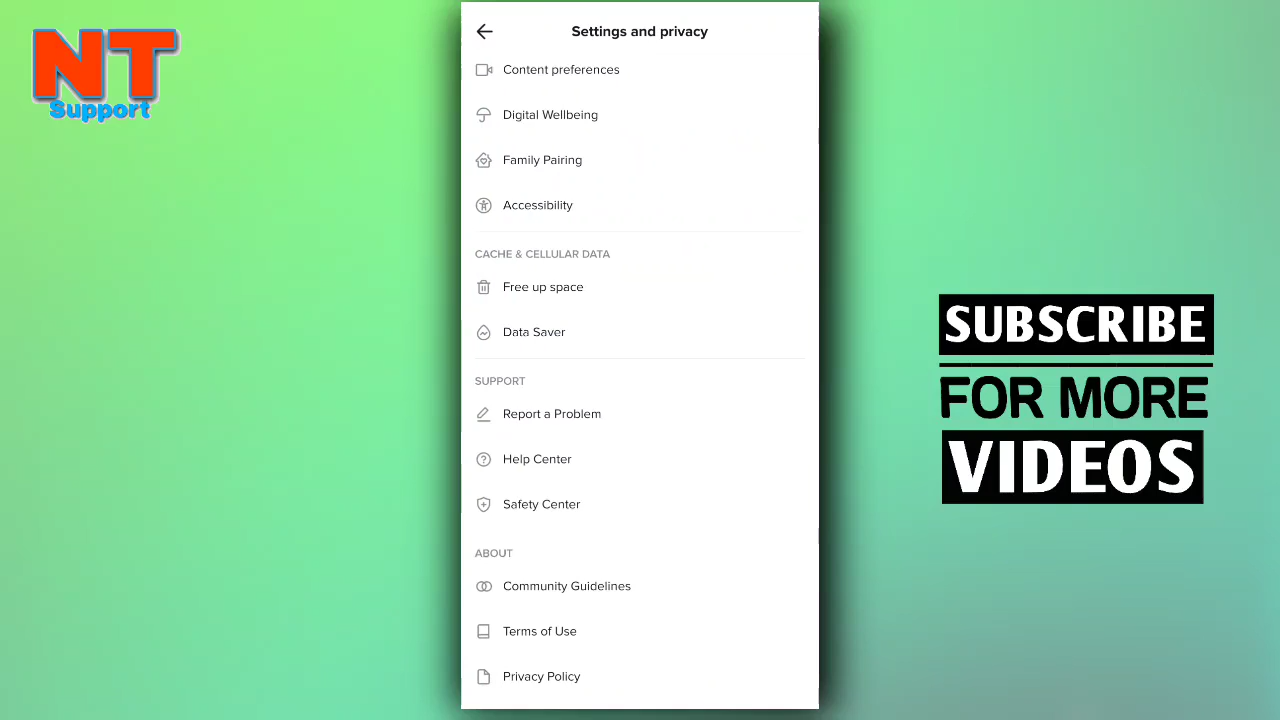 NT
Support
Settings and privacy
Content preferences
Digital Wellbeing
Family Pairing
Accessibility
CACHE & CELLULAR DATA
Free up space
Data Saver
SUPPORT
Report a Problem
Help Center
Safety Center
ABOUT
Community Guidelines
Terms of Use
Privacy Policy
SUBSCRIBE
FOR MORE
VIDEOS